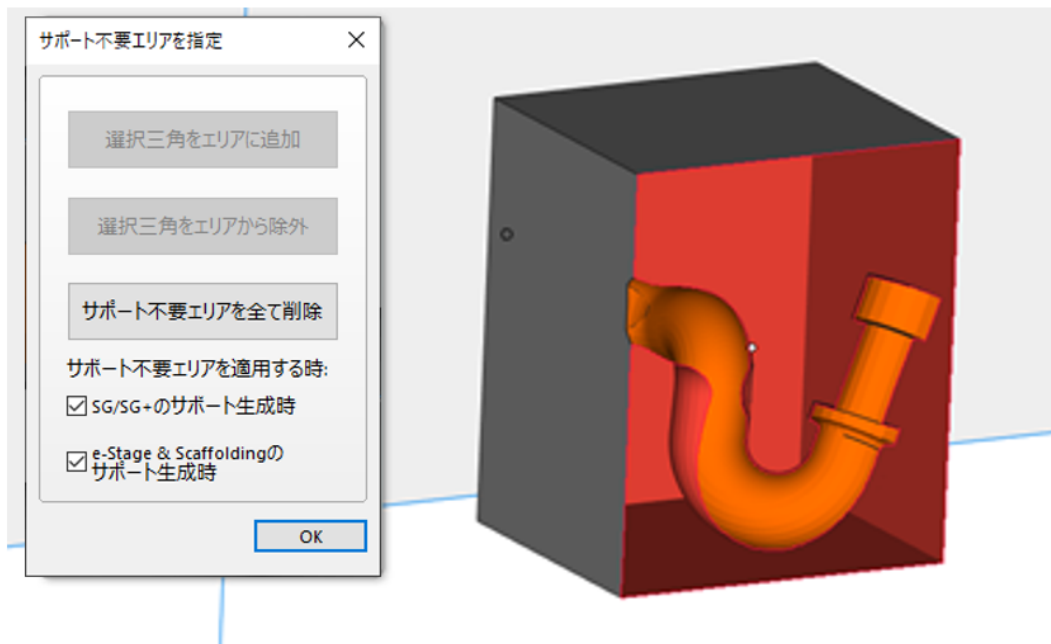 サポート不要エリアを指定
選択三角をエリアに追加
選択三角をエリアから除外
サポート不要エリアを全て削除
サポート不要エリアを適用する時:
SG/SG+のサポート生成時
e-Stage & Scaffoldingの
サポート生成時
OK